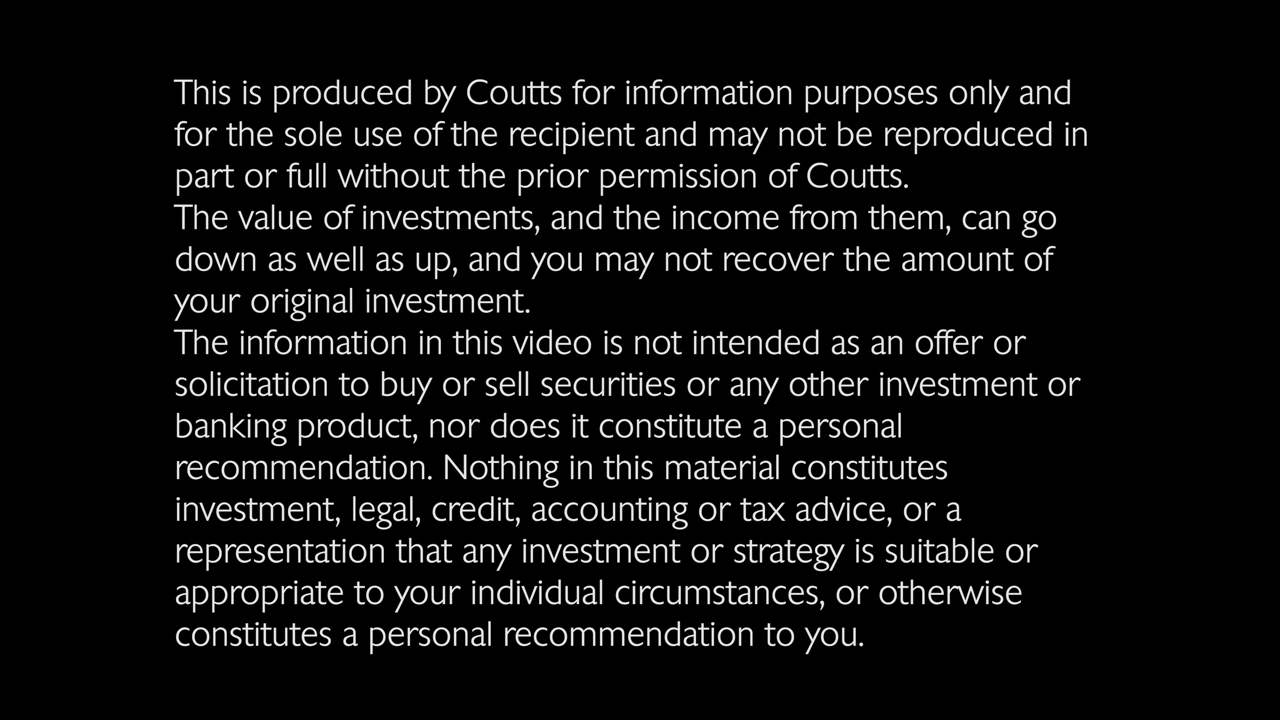 This is produced by Coutts for information purposes only and
for the sole use of the recipient and may not be reproduced in
part or full without the prior permission of Coutts.
The value of investments, and the income from them, can go
down as well as up, and you may not recover the amount of
your original investment.
The information in this video is not intended as an offer or
solicitation to buy or sell securities or any other investment or
banking product, nor does it constitute a personal
recommendation. Nothing in this material constitutes
investment, legal, credit, accounting or tax advice, or a
representation that any investment or strategy is suitable or
appropriate to your individual circumstances, or otherwise
constitutes a personal recommendation to you.